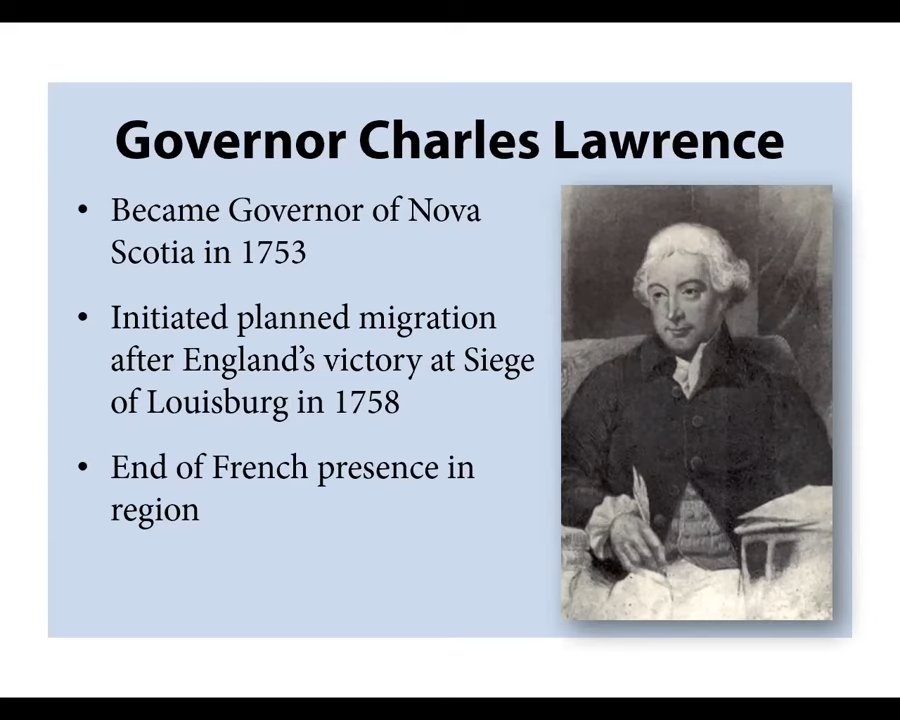 Governor Charles Lawrence
• Became Governor of Nova
Scotia in 1753
• Initiated planned migration
after England’s victory at Siege
of Louisburg in 1758
• End of French presence in
region